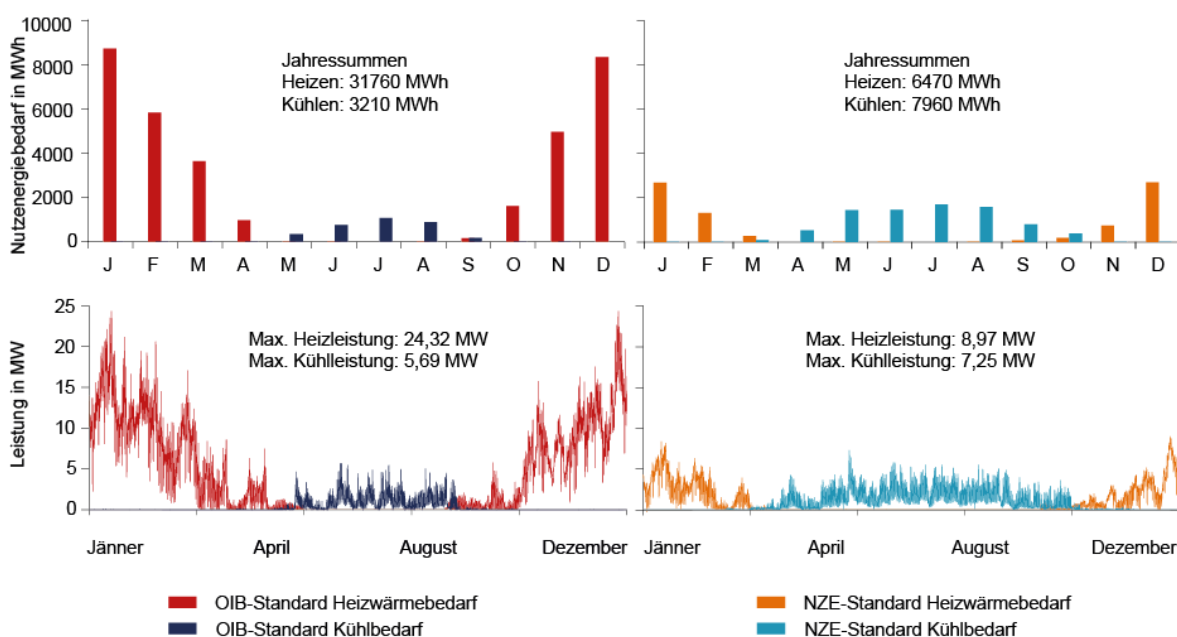 Nutzenergiebedarf in MWh
10000
8000
6000
4000
2000
0
Jahressummen
Heizen: 31760 MWh
Kühlen: 3210 MWh
J F M A M J J A S O N D
Jahressummen
Heizen: 6470 MWh
Kühlen: 7960 MWh
J F M A M J J A S O N D
Leistung in MW
25
20
15
10
5
0
Max. Heizleistung: 24,32 MW
Max. Kühlleistung: 5,69 MW
Jänner April August Dezember
Max. Heizleistung: 8,97 MW
Max. Kühlleistung: 7,25 MW
Jänner April August Dezember
OIB-Standard Heizwärmebedarf
OIB-Standard Kühlbedarf
NZE-Standard Heizwärmebedarf
NZE-Standard Kühlbedarf